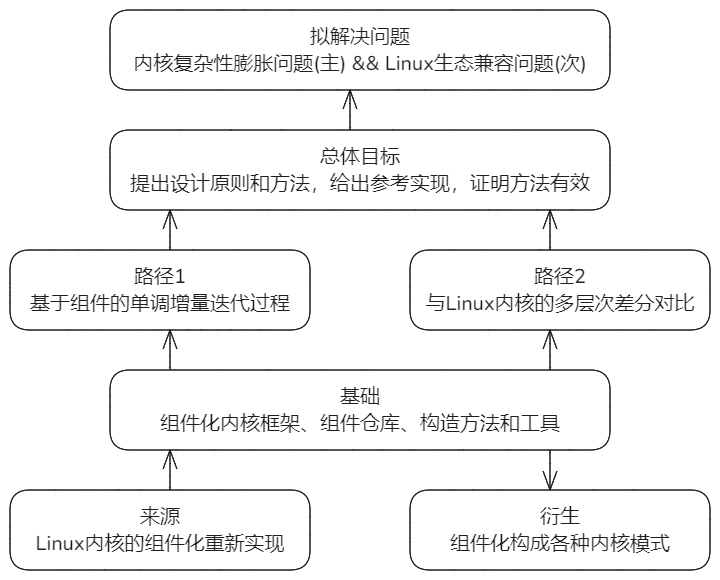 拟解决问题
内核复杂性膨胀问题(主) && Linux生态兼容问题(次)
总体目标
提出设计原则和方法，给出参考实现，证明方法有效
路径1
基于组件的单调增量迭代过程
路径2
与Linux内核的多层次差分对比
基础
组件化内核框架、组件仓库、构造方法和工具
来源
Linux内核的组件化重新实现
衍生
组件化构成各种内核模式